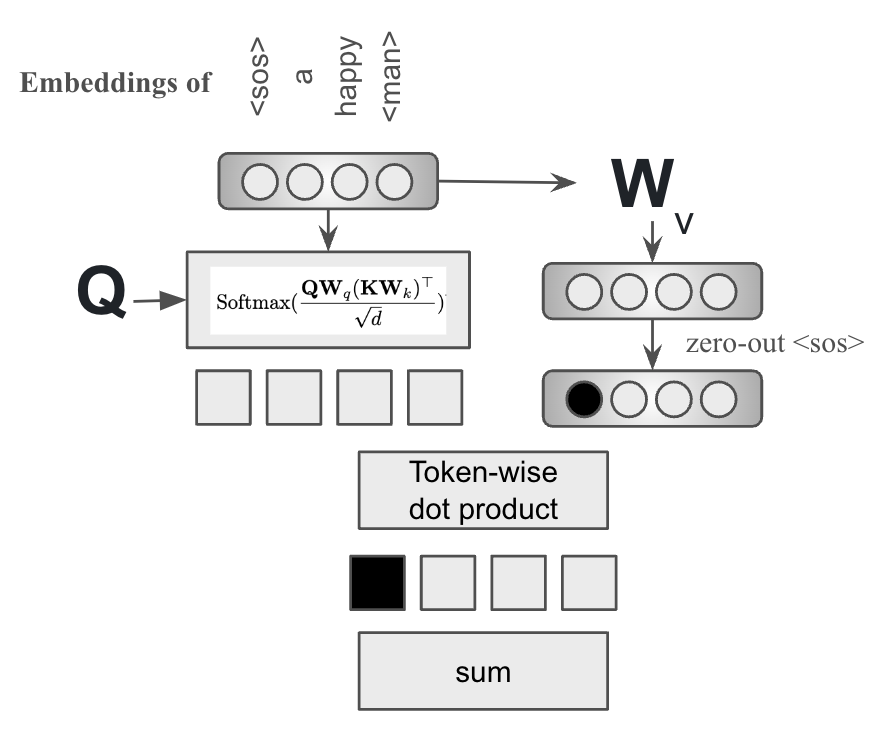 Embeddings of
<sos>
a
happy
<man>
W
v
Q
Softmax(\frac{\mathbf{QW}_q(\mathbf{KW}_k)^\top}{\sqrt{d}})
zero-out <sos>
Token-wise
dot product
sum